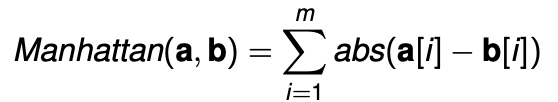 Manhattan(a, b) = ∑_{i=1}^{m} abs(a[i] − b[i])